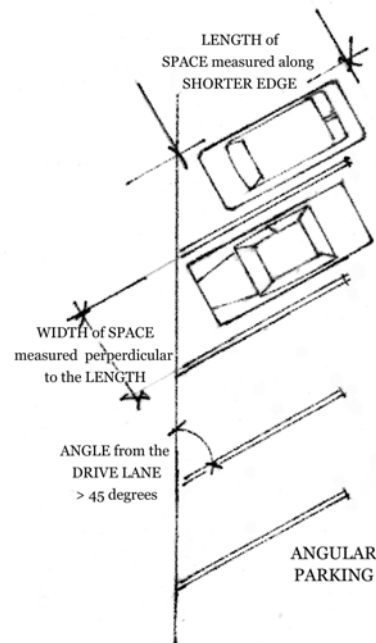 LENGTH of
SPACE measured along
SHORTER EDGE
WIDTH of SPACE
measured perperdicular
to the LENGTH
ANGLE from the
DRIVE LANE
> 45 degrees
ANGULAR
PARKING